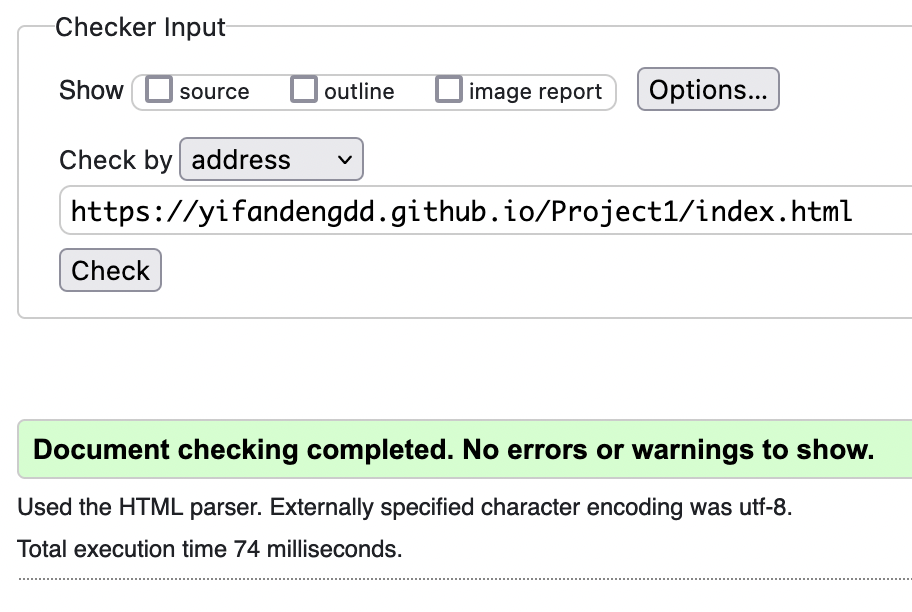 Checker Input
Show source outline image report Options...
Check by address
https://yifandengdd.github.io/Project1/index.html
Check
Document checking completed. No errors or warnings to show.
Used the HTML parser. Externally specified character encoding was utf-8.
Total execution time 74 milliseconds.